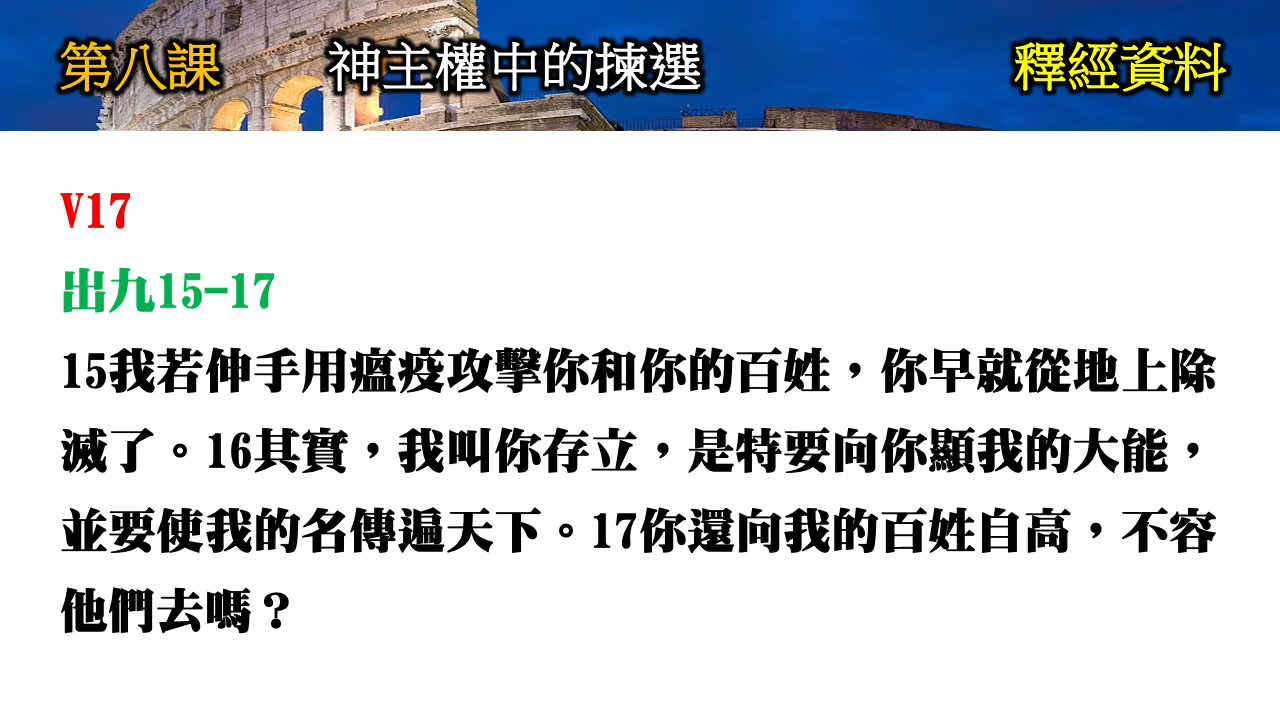 第八課 神主權中的揀選 釋經資料
V17
出九15-17
15我若伸手用瘟疫攻擊你和你的百姓，你早就從地上除
滅了。16其實，我叫你存立，是特要向你顯我的大能，
並要使我的名傳遍天下。17你還向我的百姓自高，不容
他們去嗎？